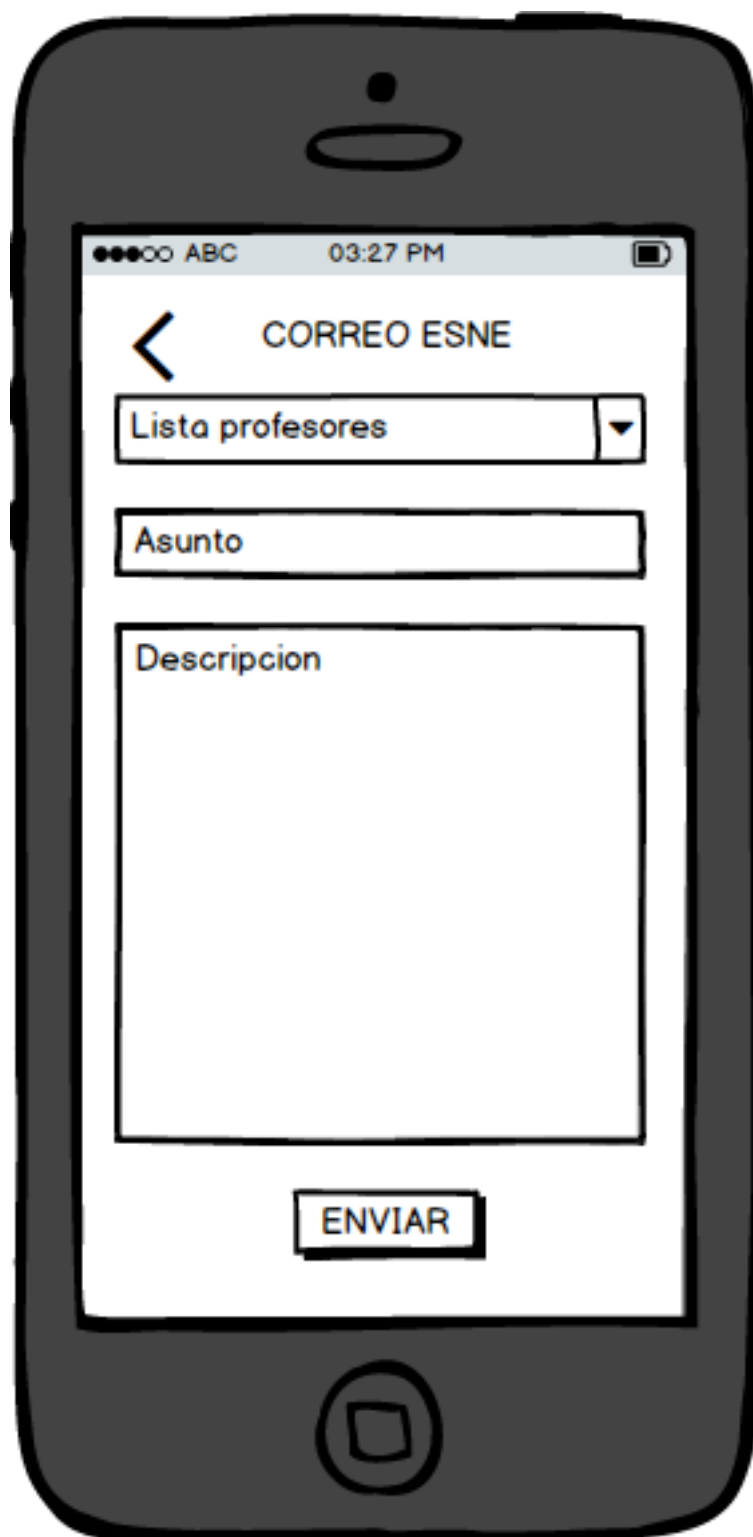 ABC 03:27 PM
CORREO ESNE
Lista profesores
Asunto
Descripcion
ENVIAR